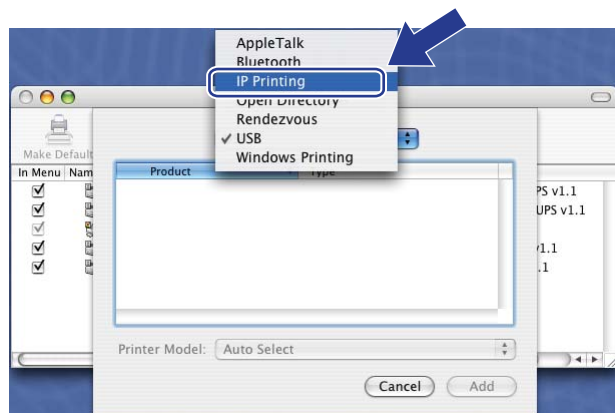 AppleTalk
Bluetooth
IP Printing
Open Directory
Rendezvous
✓ USB
Windows Printing
Make Default
In Menu Nam
Product Type
PS v1.1
UPS v1.1
v1.1
.1
Printer Model: Auto Select
Cancel Add